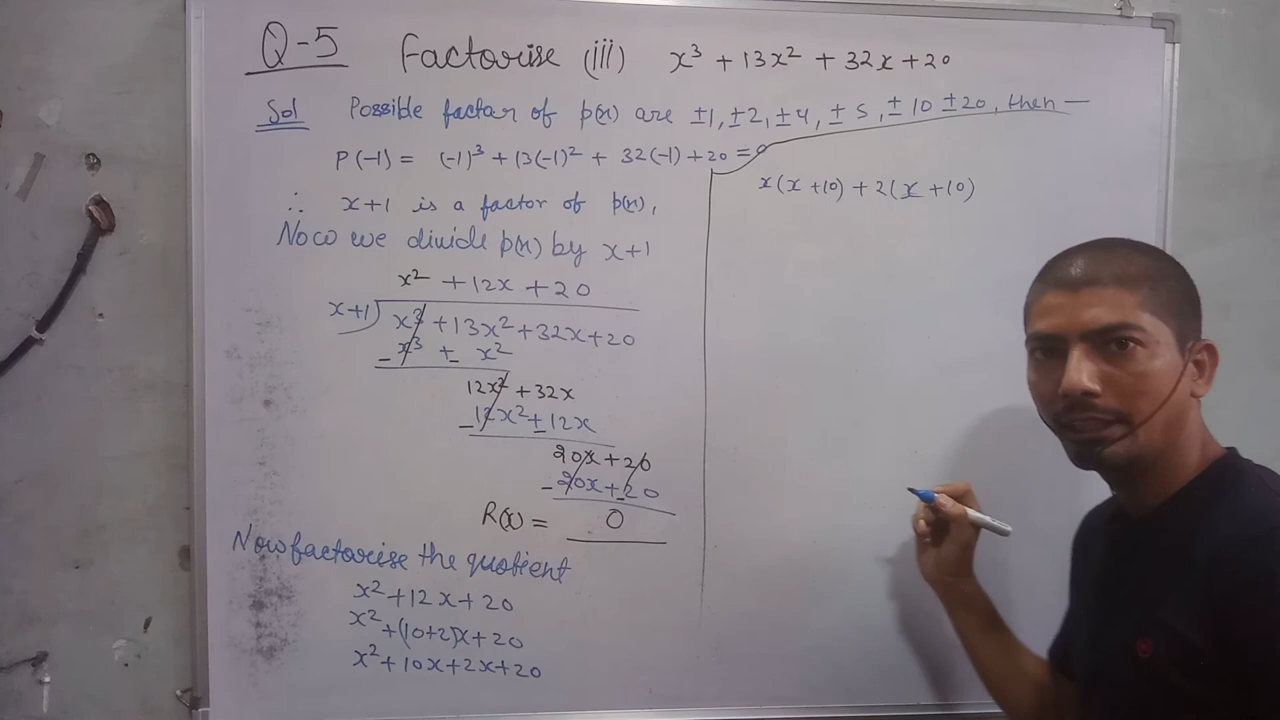 Q-5 Factorise (iii) x³ + 13x² + 32x + 20
Sol Possible factor of p(x) are ±1, ±2, ±4, ±5, ±10 ±20, then —
P(-1) = (-1)³ + 13(-1)² + 32(-1) + 20 = 0
∴ x+1 is a factor of p(x),
Now we divide p(x) by x+1
x² + 12x + 20
x+1) x³ + 13x² + 32x + 20
- x³ +- x²
12x² + 32x
- 12x² +- 12x
20x + 20
- 20x +- 20
R(x) = 0
Now factorise the quotient
x² + 12x + 20
x² + (10+2)x + 20
x² + 10x + 2x + 20
x(x+10) + 2(x+10)